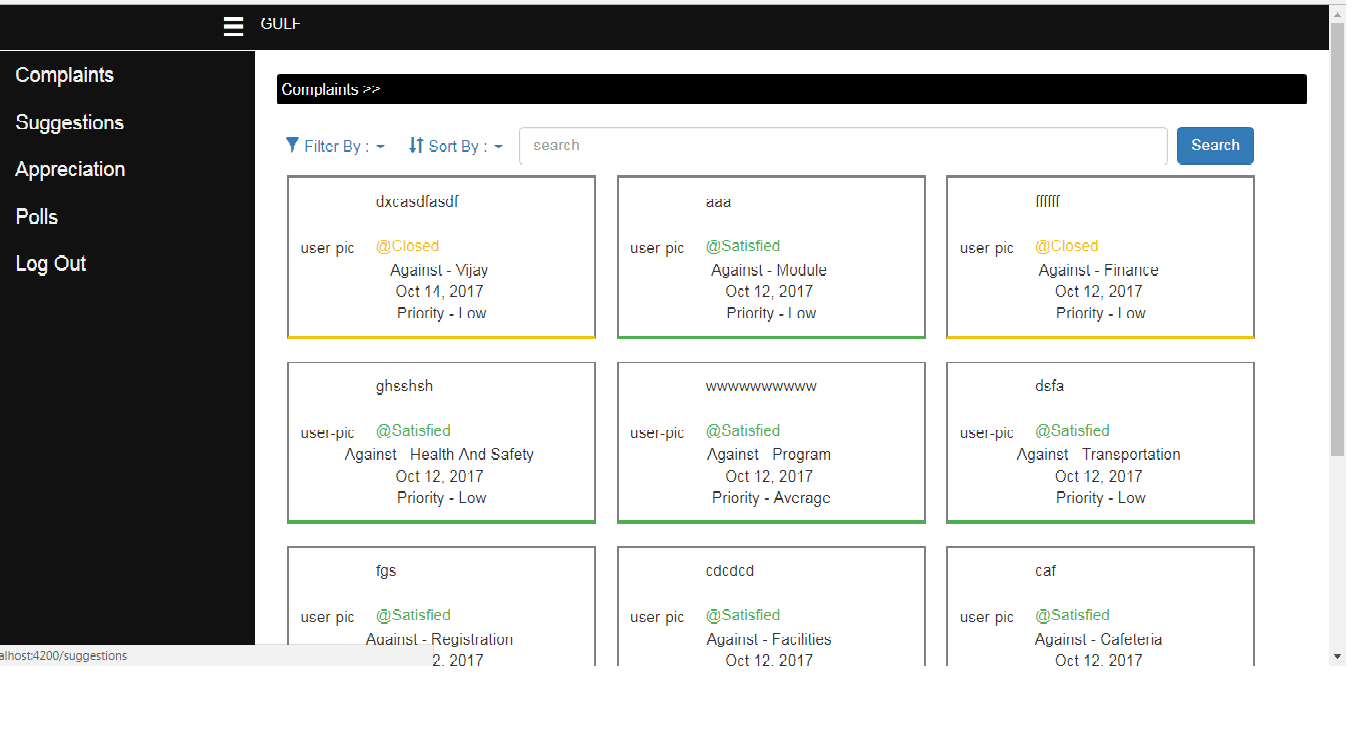 GULF
Complaints
Suggestions
Appreciation
Polls
Log Out
Complaints >>
Filter By : Sort By : search Search
dxcasdfasdf
user pic @Closed
Against - Vijay
Oct 14, 2017
Priority - Low
aaa
user pic @Satisfied
Against - Module
Oct 12, 2017
Priority - Low
ffffff
user pic @Closed
Against - Finance
Oct 12, 2017
Priority - Low
ghsshsh
user-pic @Satisfied
Against Health And Safety
Oct 12, 2017
Priority - Low
wwwwwwwwww
user-pic @Satisfied
Against Program
Oct 12, 2017
Priority - Average
dsfa
user-pic @Satisfied
Against Transportation
Oct 12, 2017
Priority - Low
fgs
user pic @Satisfied
Against - Registration
2, 2017
cdcdcd
user pic @Satisfied
Against - Facilities
Oct 12, 2017
caf
user pic @Satisfied
Against - Cafeteria
Oct 12, 2017
alhost:4200/suggestions